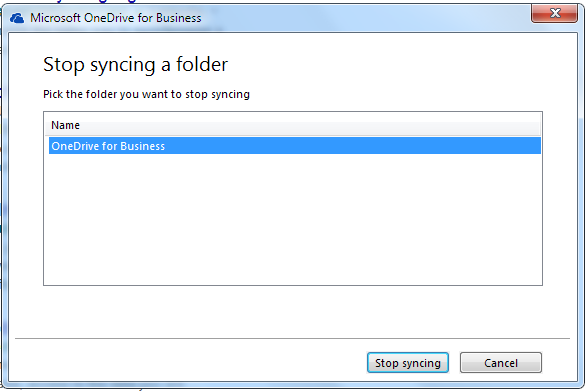 Microsoft OneDrive for Business
Stop syncing a folder
Pick the folder you want to stop syncing
Name
OneDrive for Business
Stop syncing
Cancel